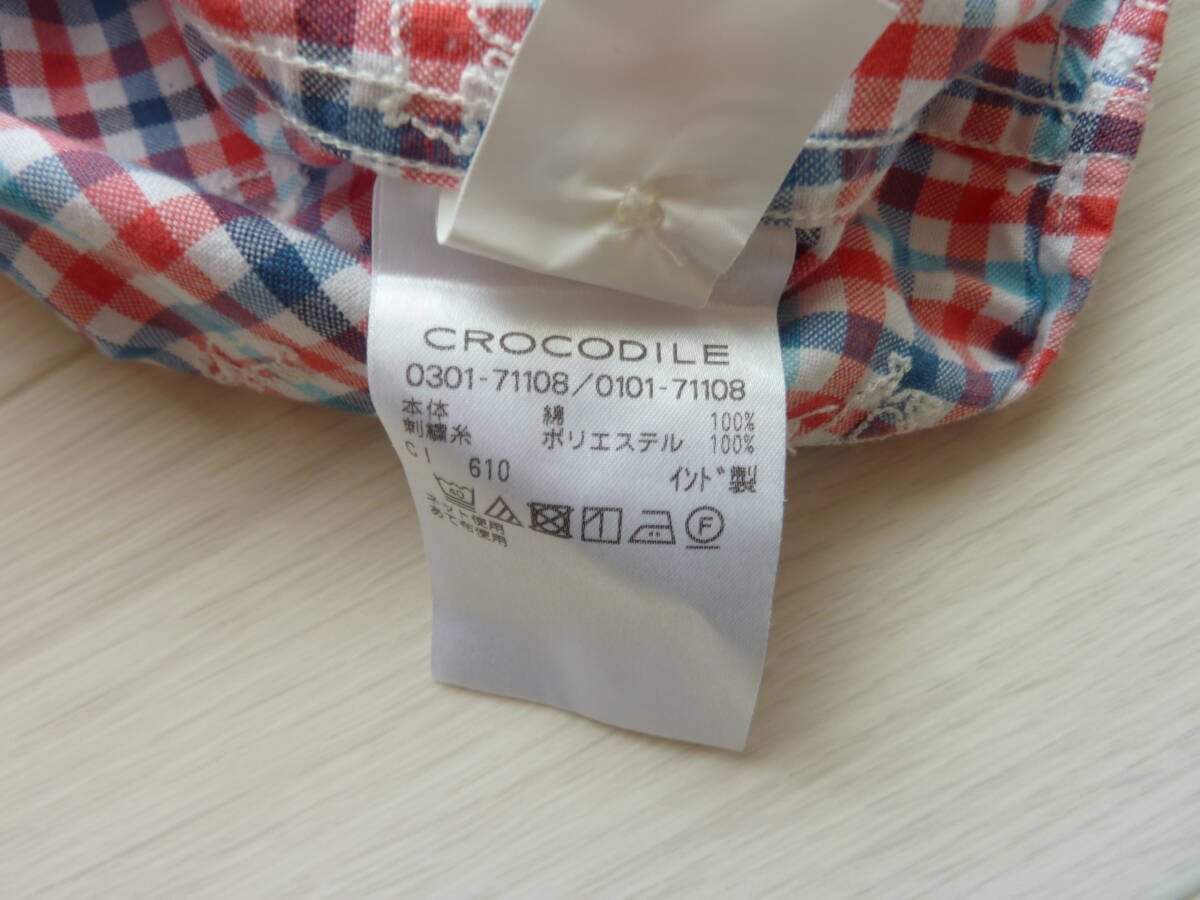 CROCODILE
0301-71108/0101-71108
本体 綿 100%
刺繍糸 ポリエステル 100%
CI 610 インド製
40 F
ネット使用
あて布使用